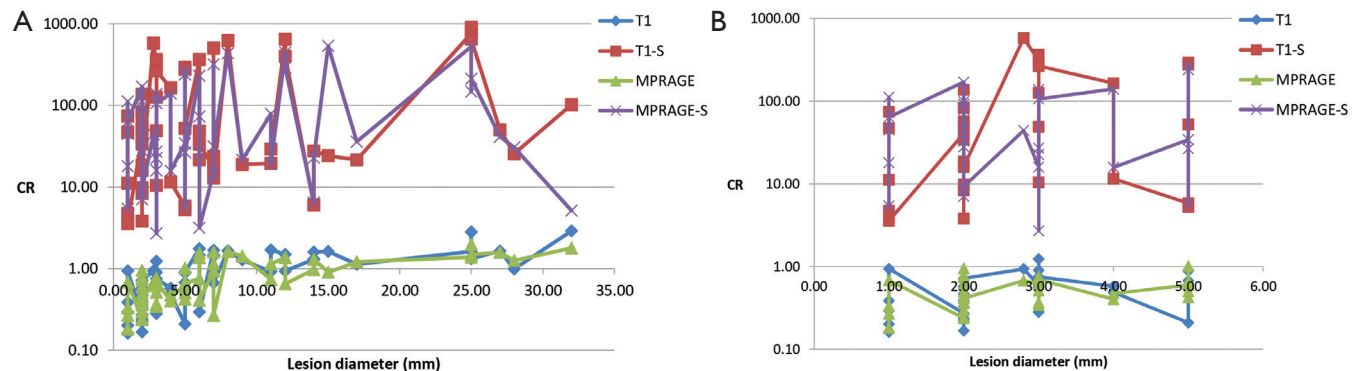 A
1000.00
100.00
10.00
1.00
0.10
CR
0.00
5.00
10.00
15.00
20.00
25.00
30.00
35.00
Lesion diameter (mm)
T1
T1-S
MPRAGE
MPRAGE-S
B
1000.00
100.00
10.00
1.00
0.10
CR
0.00
1.00
2.00
3.00
4.00
5.00
6.00
Lesion diameter (mm)
T1
T1-S
MPRAGE
MPRAGE-S